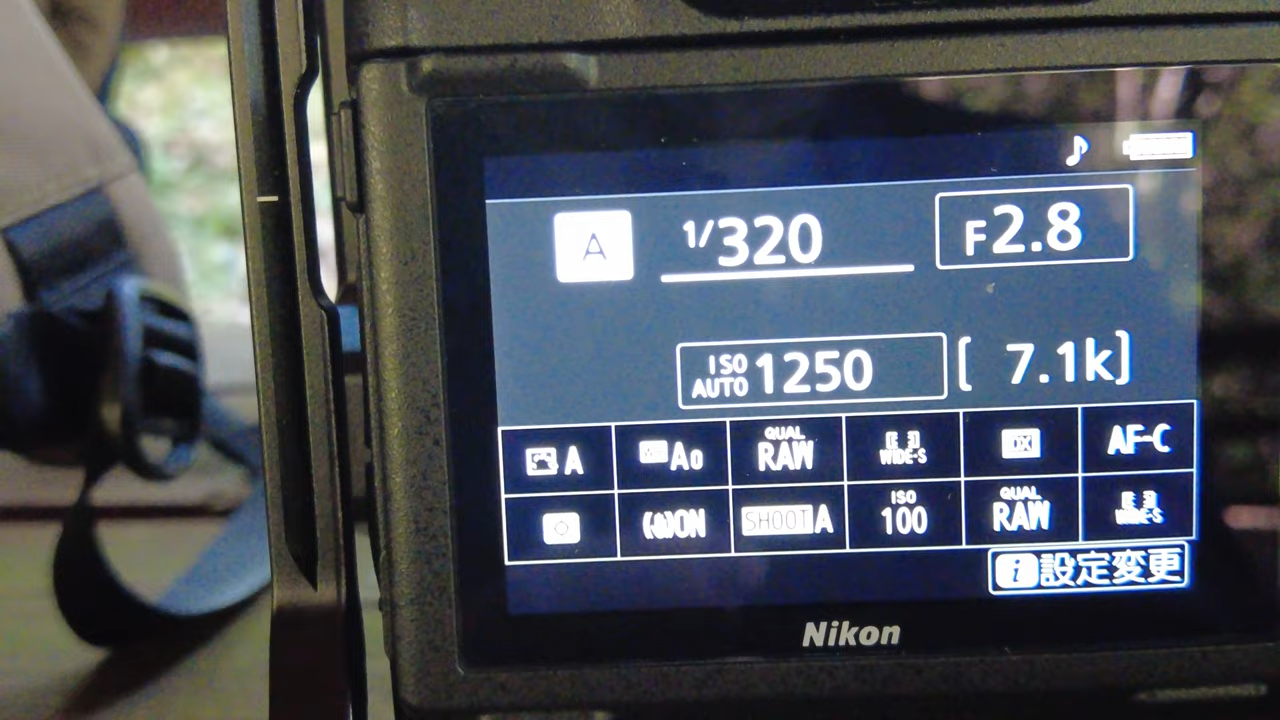 A 1/320 F2.8
ISO AUTO 1250 [ 7.1k]
A A0 QUAL RAW WIDE-S DX AF-C
ON SHOOT A ISO 100 QUAL RAW WIDE-S
i 設定変更
Nikon